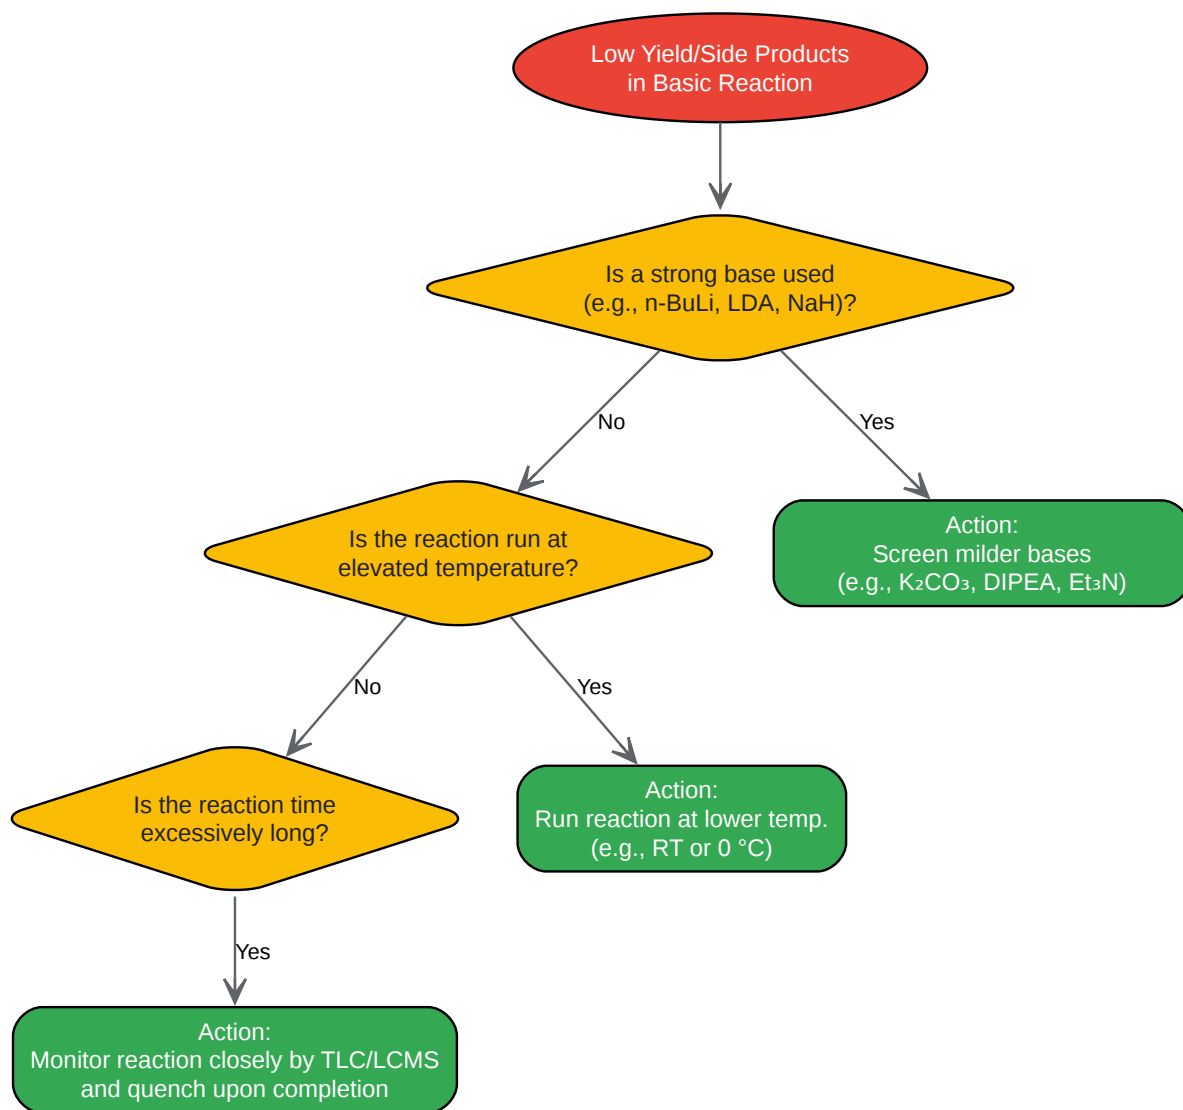 Low Yield/Side Products
in Basic Reaction
Is a strong base used
(e.g., n-BuLi, LDA, NaH)?
No
Yes
Is the reaction run at
elevated temperature?
Action:
Screen milder bases
(e.g., K₂CO₃, DIPEA, Et₃N)
No
Yes
Is the reaction time
excessively long?
Action:
Run reaction at lower temp.
(e.g., RT or 0 °C)
Yes
Action:
Monitor reaction closely by TLC/LCMS
and quench upon completion